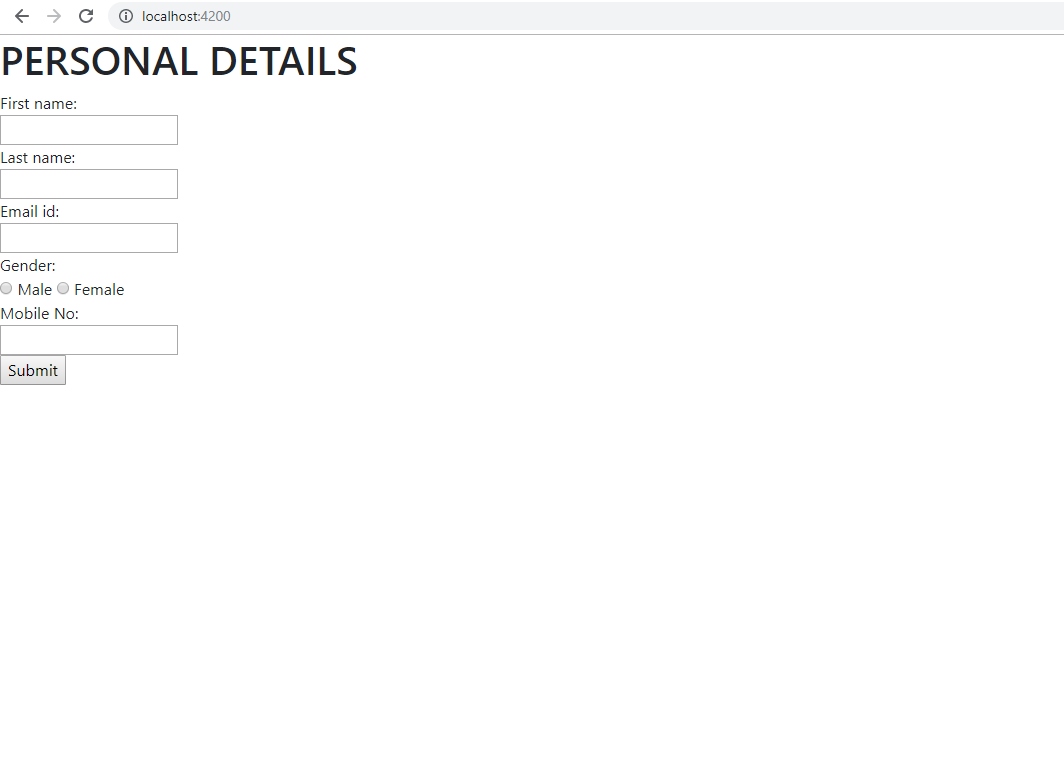 localhost:4200
PERSONAL DETAILS
First name:
Last name:
Email id:
Gender:
Male Female
Mobile No:
Submit